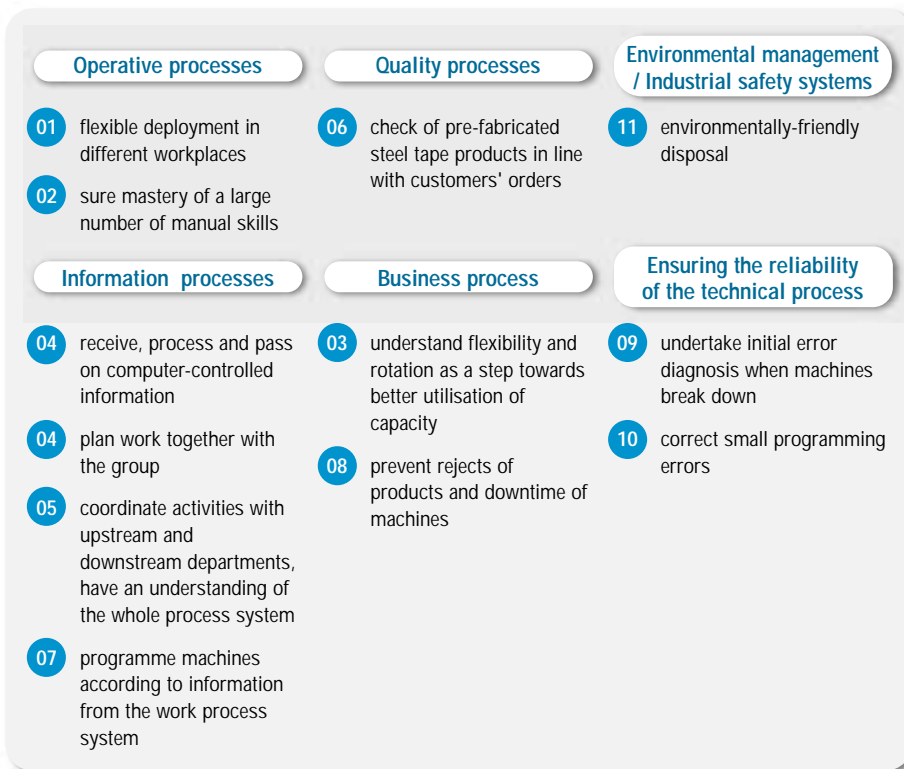 Operative processes
01 flexible deployment in
different workplaces
02 sure mastery of a large
number of manual skills
Quality processes
06 check of pre-fabricated
steel tape products in line
with customers' orders
Environmental management
/ Industrial safety systems
11 environmentally-friendly
disposal
Information processes
04 receive, process and pass
on computer-controlled
information
04 plan work together with
the group
05 coordinate activities with
upstream and
downstream departments,
have an understanding of
the whole process system
07 programme machines
according to information
from the work process
system
Business process
03 understand flexibility and
rotation as a step towards
better utilisation of
capacity
08 prevent rejects of
products and downtime of
machines
Ensuring the reliability
of the technical process
09 undertake initial error
diagnosis when machines
break down
10 correct small programming
errors